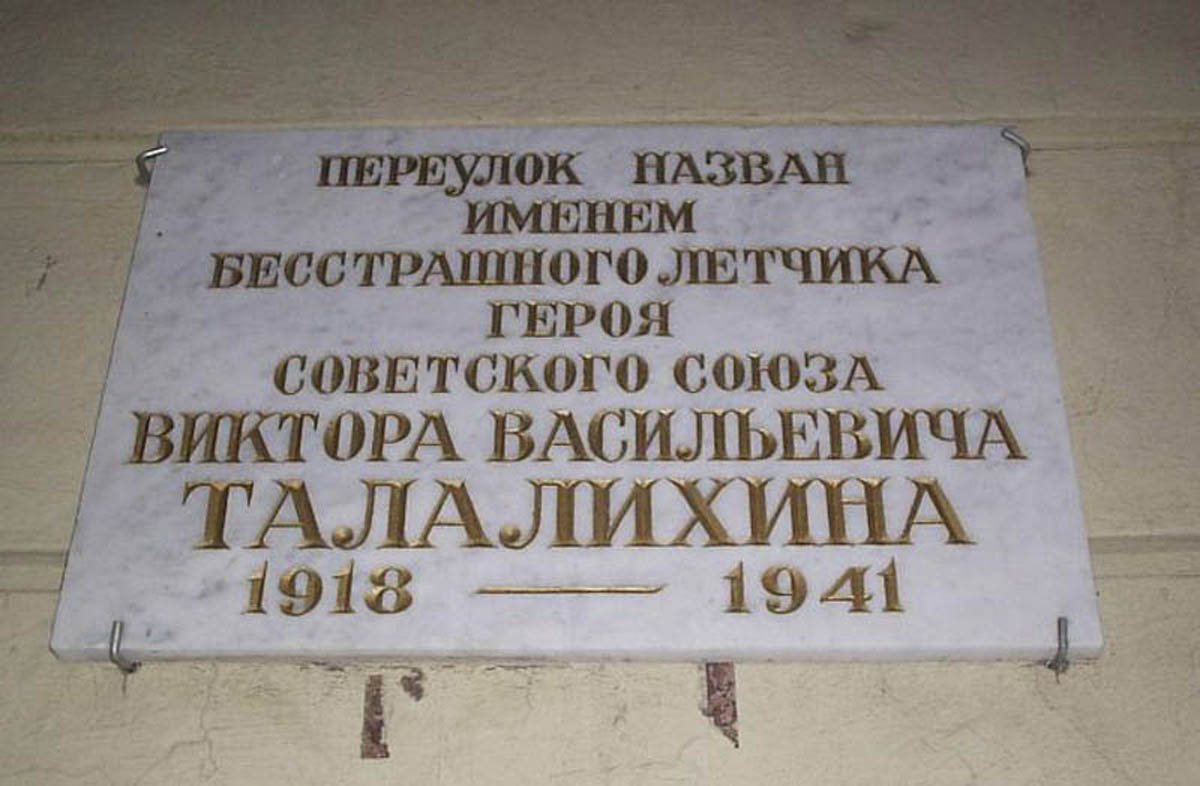 ПЕРЕУЛОК НАЗВАН
ИМЕНЕМ
БЕССТРАШНОГО ЛЕТЧИКА
ГЕРОЯ
СОВЕТСКОГО СОЮЗА
ВИКТОРА ВАСИЛЬЕВИЧА
ТАЛАЛИХИНА
1918 — 1941